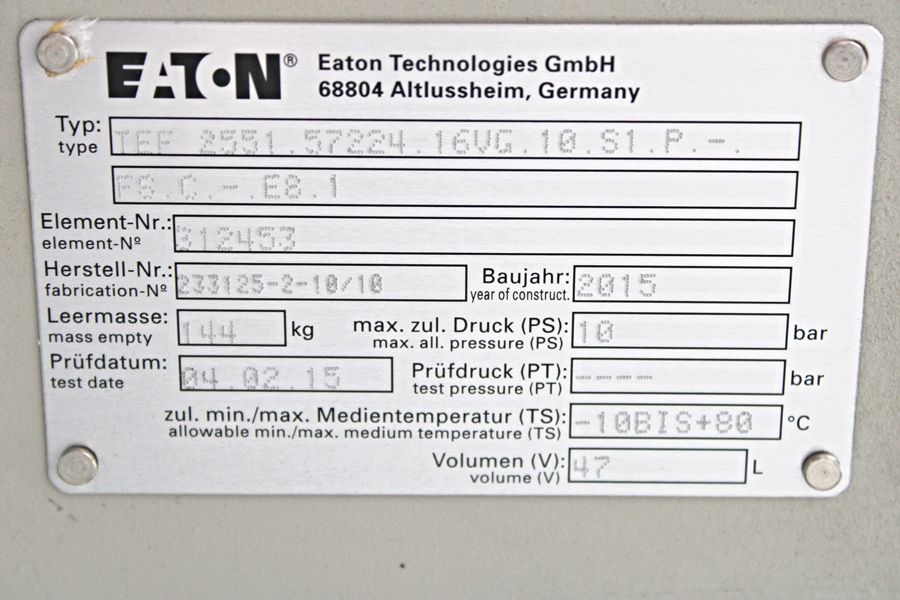 EATON® Eaton Technologies GmbH
68804 Altlussheim, Germany
Typ: TEF 2551.57224.16VG.10.S1.P.-.
type
F6.C.-.E8.1
Element-Nr.: 312453
element-Nº
Herstell-Nr.: 233125-2-10/10 Baujahr: 2015
fabrication-Nº year of construct.
Leermasse: 144 kg max. zul. Druck (PS): 10 bar
mass empty max. all. pressure (PS)
Prüfdatum: 04.02.15 Prüfdruck (PT): ---- bar
test date test pressure (PT)
zul. min./max. Medientemperatur (TS): -10BIS+80 °C
allowable min./max. medium temperature (TS)
Volumen (V): 47 L
volume (V)